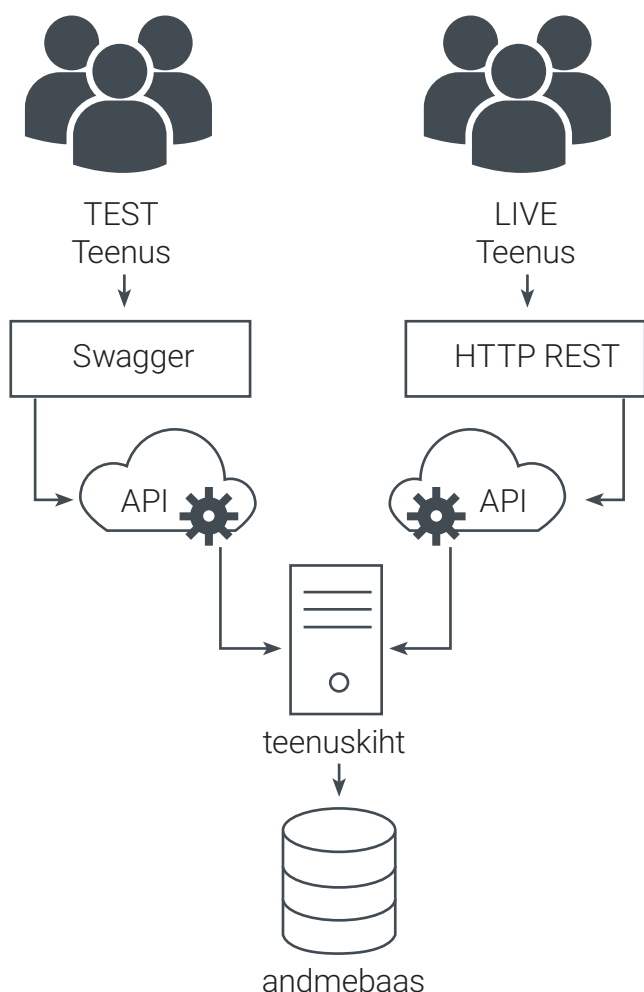 TEST
Teenus
LIVE
Teenus
Swagger
HTTP REST
API
API
teenuskiht
andmebaas